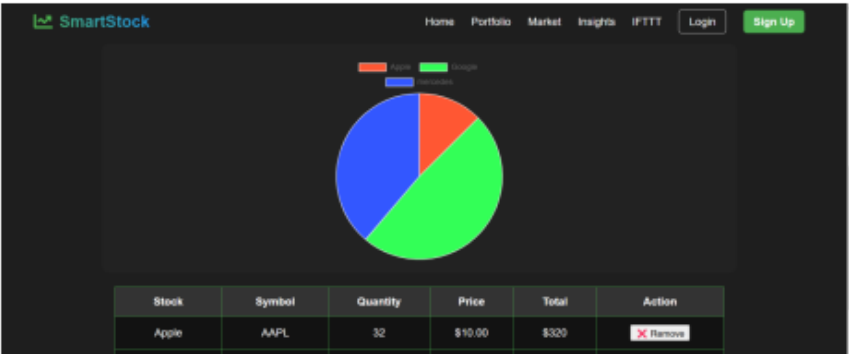 SmartStock Home Portfolio Market Insights IFTTT Login Sign Up
Apple Google
Mercedes
Stock Symbol Quantity Price Total Action
Apple AAPL 32 $10.00 $320 ❌ Remove